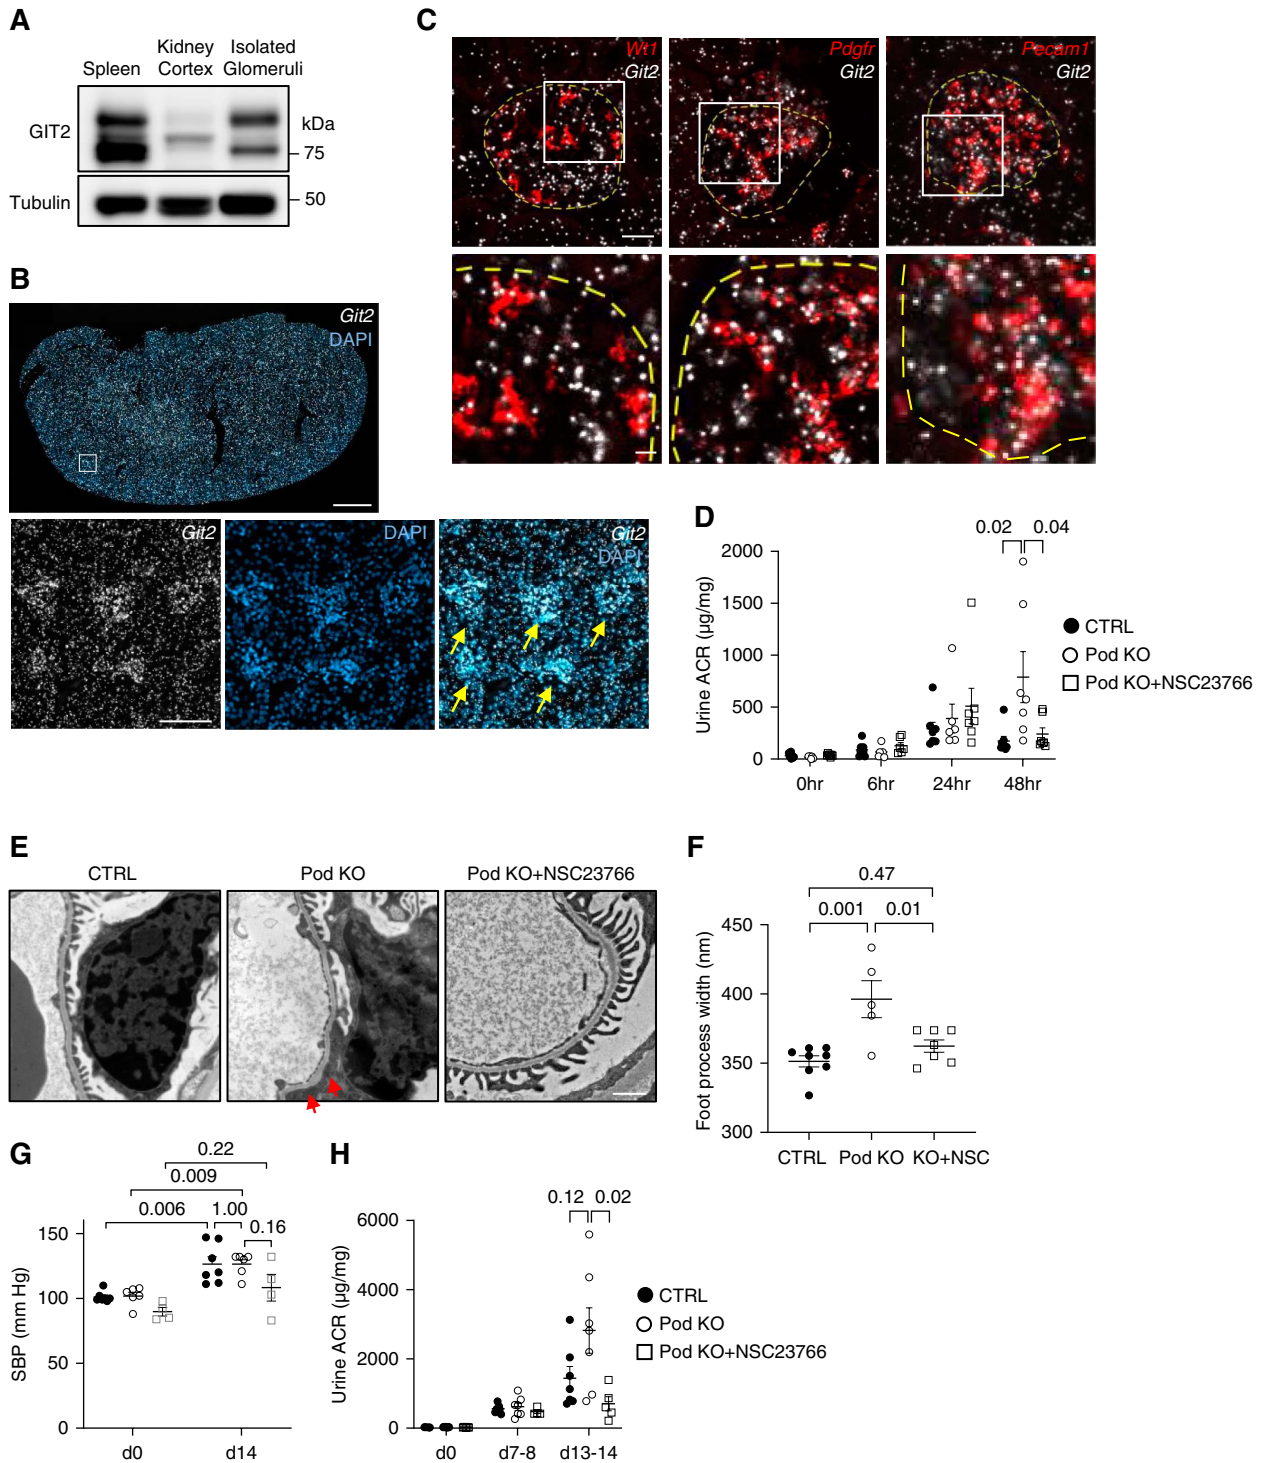 A
Spleen
Kidney
Cortex
Isolated
Glomeruli
GIT2
kDa
75
Tubulin
50
B
Git2
DAPI
Git2
DAPI
Git2
DAPI
C
Wt1
Git2
Pdgfr
Git2
Pecam1
Git2
D
0.02 0.04
Urine ACR (μg/mg)
2000
1500
1000
500
0
0hr 6hr 24hr 48hr
CTRL
Pod KO
Pod KO+NSC23766
E
CTRL
Pod KO
Pod KO+NSC23766
F
0.47
0.001 0.01
Foot process width (nm)
450
400
350
300
CTRL Pod KO KO+NSC
G
0.22
0.009
0.006 1.00
0.16
SBP (mm Hg)
150
100
50
0
d0 d14
H
0.12 0.02
Urine ACR (μg/mg)
6000
4000
2000
0
d0 d7-8 d13-14
CTRL
Pod KO
Pod KO+NSC23766